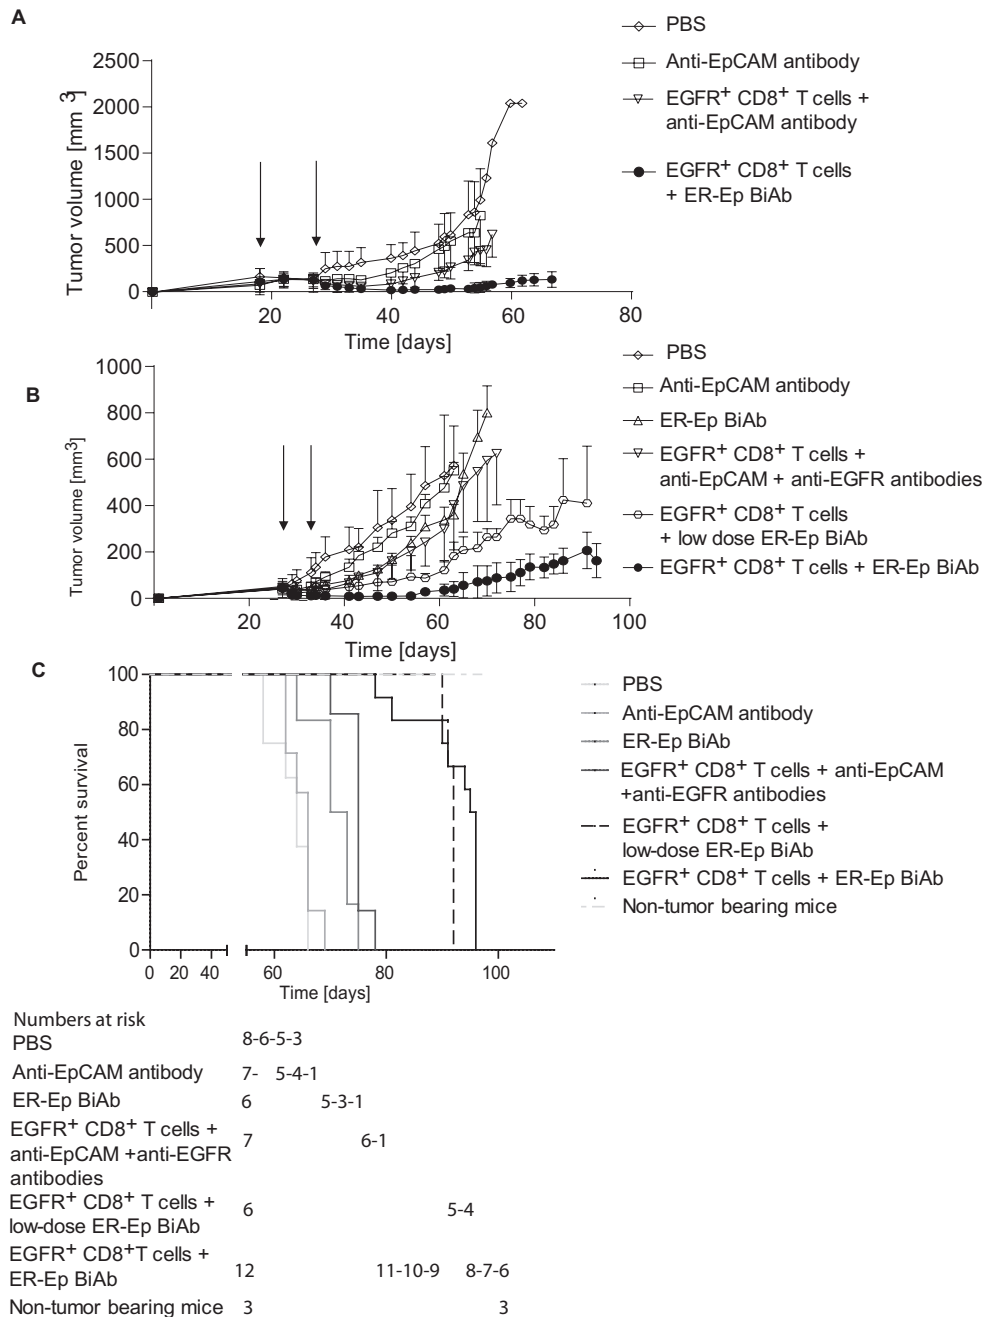 A
PBS
Anti-EpCAM antibody
EGFR+ CD8+ T cells +
anti-EpCAM antibody
EGFR+ CD8+ T cells
+ ER-Ep BiAb
Tumor volume [mm 3]
2500
2000
1500
1000
500
0
20
40
60
80
Time [days]
B
PBS
Anti-EpCAM antibody
ER-Ep BiAb
EGFR+ CD8+ T cells +
anti-EpCAM + anti-EGFR antibodies
EGFR+ CD8+ T cells
+ low dose ER-Ep BiAb
EGFR+ CD8+ T cells + ER-Ep BiAb
Tumor volume [mm3]
1000
800
600
400
200
0
20
40
60
80
100
Time [days]
C
PBS
Anti-EpCAM antibody
ER-Ep BiAb
EGFR+ CD8+ T cells + anti-EpCAM
+anti-EGFR antibodies
EGFR+ CD8+ T cells +
low-dose ER-Ep BiAb
EGFR+ CD8+ T cells + ER-Ep BiAb
Non-tumor bearing mice
Percent survival
100
80
60
40
20
0
0 20 40 60 80 100
Time [days]
Numbers at risk
PBS 8-6-5-3
Anti-EpCAM antibody 7- 5-4-1
ER-Ep BiAb 6 5-3-1
EGFR+ CD8+ T cells +
anti-EpCAM +anti-EGFR 7 6-1
antibodies
EGFR+ CD8+ T cells +
low-dose ER-Ep BiAb 6 5-4
EGFR+ CD8+T cells +
ER-Ep BiAb 12 11-10-9 8-7-6
Non-tumor bearing mice 3 3